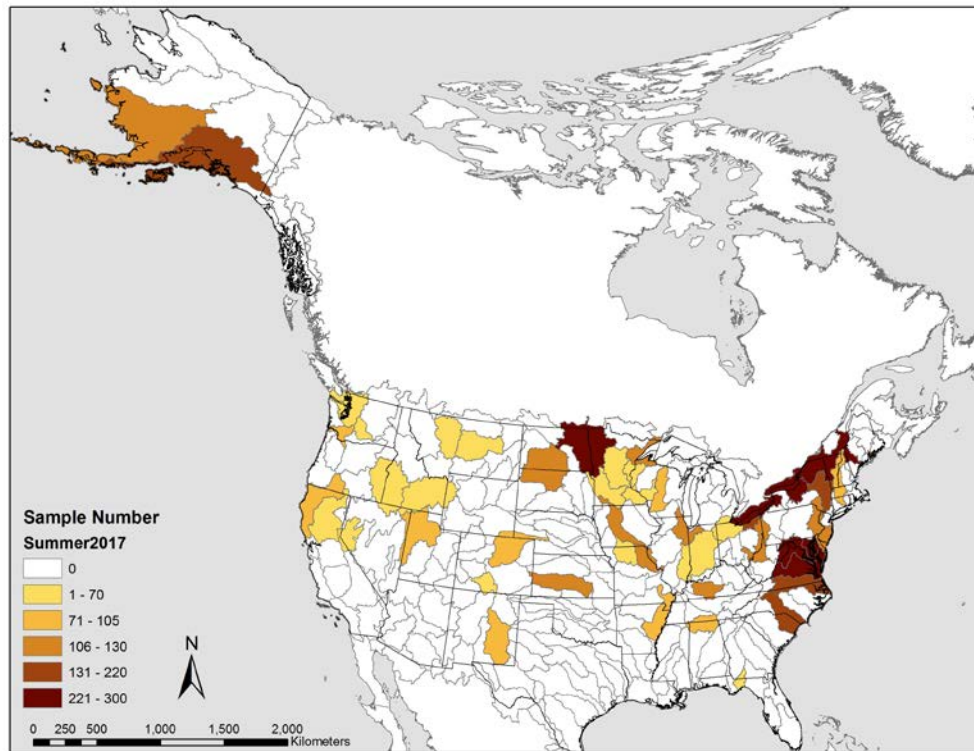 Sample Number
Summer2017
0
1 - 70
71 - 105
106 - 130
131 - 220
221 - 300
N
0 250 500 1,000 1,500 2,000
Kilometers